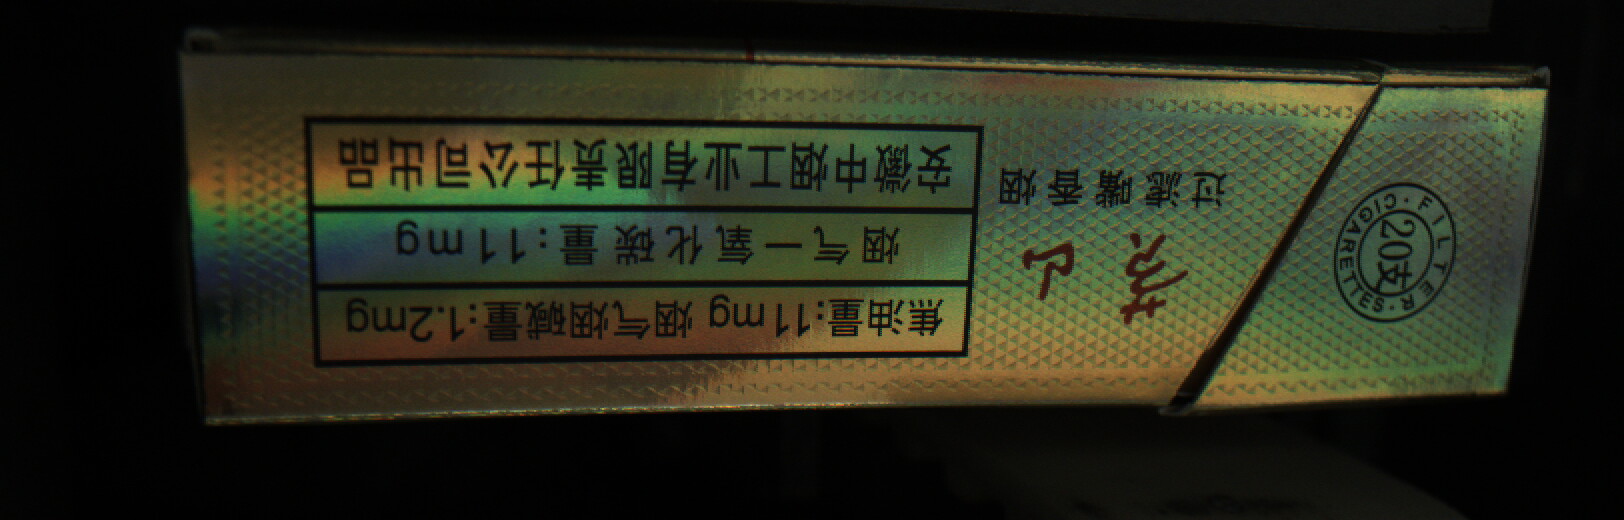 FILTER·CIGARETTES·
20支
黄山
过滤嘴香烟
焦油量:11mg 烟气烟碱量:1.2mg
烟气一氧化碳量:11mg
安徽中烟工业有限责任公司出品